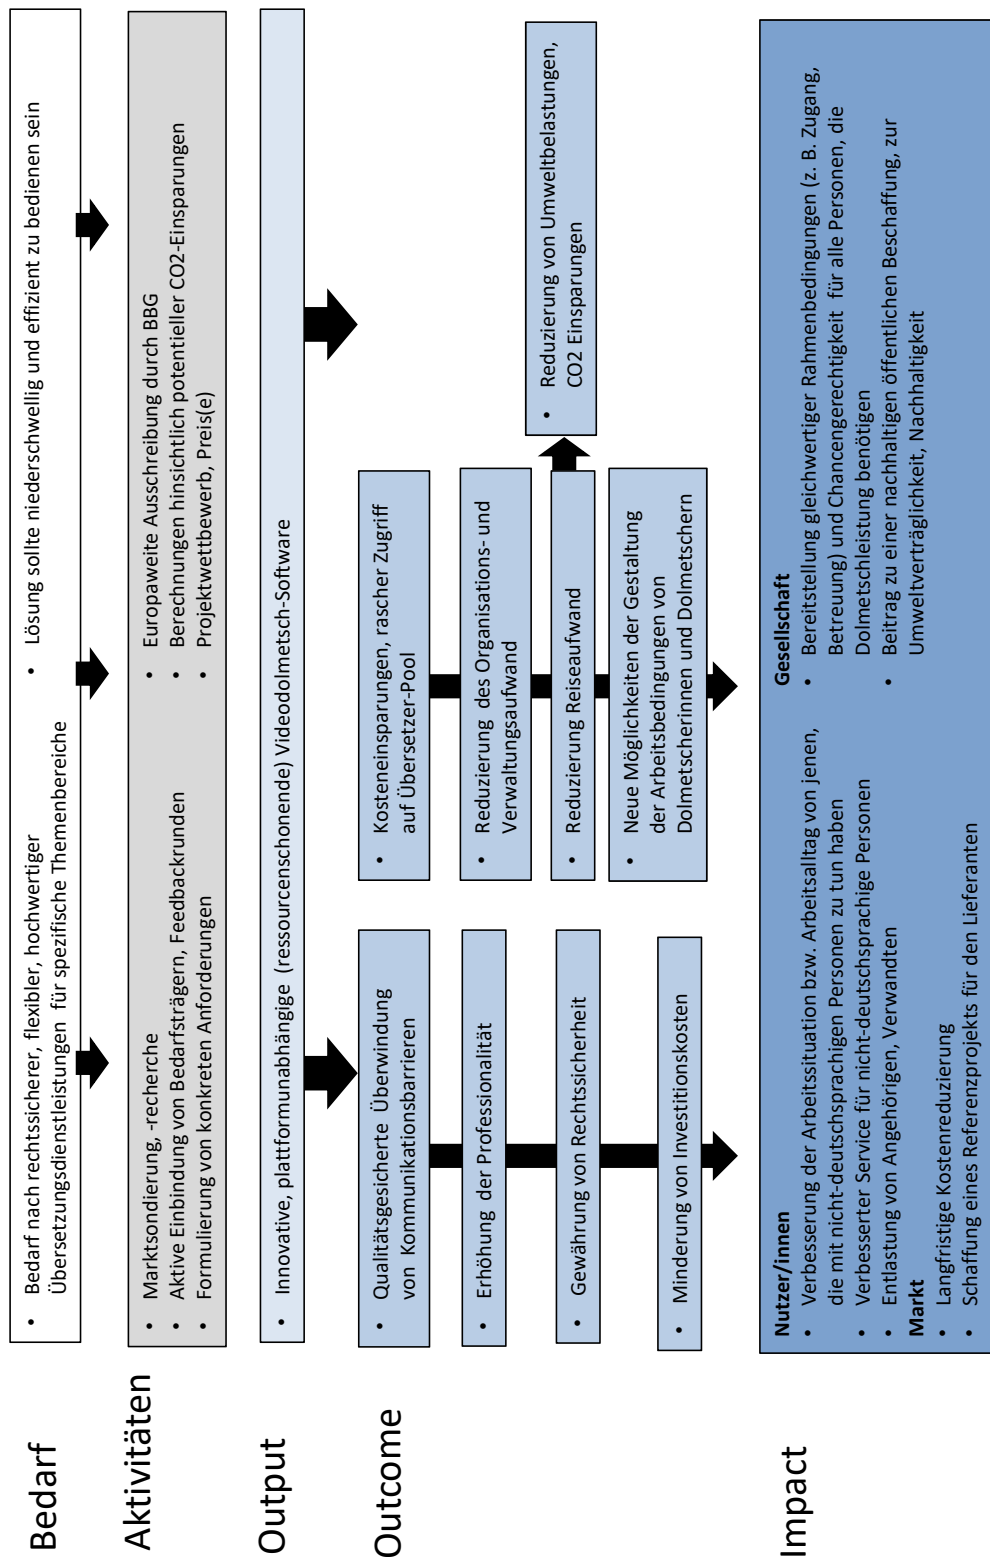 Bedarf
• Bedarf nach rechtssicherer, flexibler, hochwertiger
Übersetzungsdienstleistungen für spezifische Themenbereiche
• Lösung sollte niederschwellig und effizient zu bedienen sein
Aktivitäten
• Marktsondierung, -recherche
• Aktive Einbindung von Bedarfsträgern, Feedbackrunden
• Formulierung von konkreten Anforderungen
• Europaweite Ausschreibung durch BBG
• Berechnungen hinsichtlich potentieller CO2-Einsparungen
• Projektwettbewerb, Preis(e)
Output
• Innovative, plattformunabhängige (ressourcenschonende) Videodolmetsch-Software
Outcome
• Qualitätsgesicherte Überwindung
von Kommunikationsbarrieren
• Erhöhung der Professionalität
• Gewährung von Rechtssicherheit
• Minderung von Investitionskosten
• Kosteneinsparungen, rascher Zugriff
auf Übersetzer-Pool
• Reduzierung des Organisations- und
Verwaltungsaufwand
• Reduzierung Reiseaufwand
• Neue Möglichkeiten der Gestaltung
der Arbeitsbedingungen von
Dolmetscherinnen und Dolmetschern
• Reduzierung von Umweltbelastungen,
CO2 Einsparungen
Impact
Nutzer/innen
• Verbesserung der Arbeitssituation bzw. Arbeitsalltag von jenen,
die mit nicht-deutschsprachigen Personen zu tun haben
• Verbesserter Service für nicht-deutschsprachige Personen
• Entlastung von Angehörigen, Verwandten
Markt
• Langfristige Kostenreduzierung
• Schaffung eines Referenzprojekts für den Lieferanten
Gesellschaft
• Bereitstellung gleichwertiger Rahmenbedingungen (z. B. Zugang,
Betreuung) und Chancengerechtigkeit für alle Personen, die
Dolmetschleistung benötigen
• Beitrag zu einer nachhaltigen öffentlichen Beschaffung, zur
Umweltverträglichkeit, Nachhaltigkeit